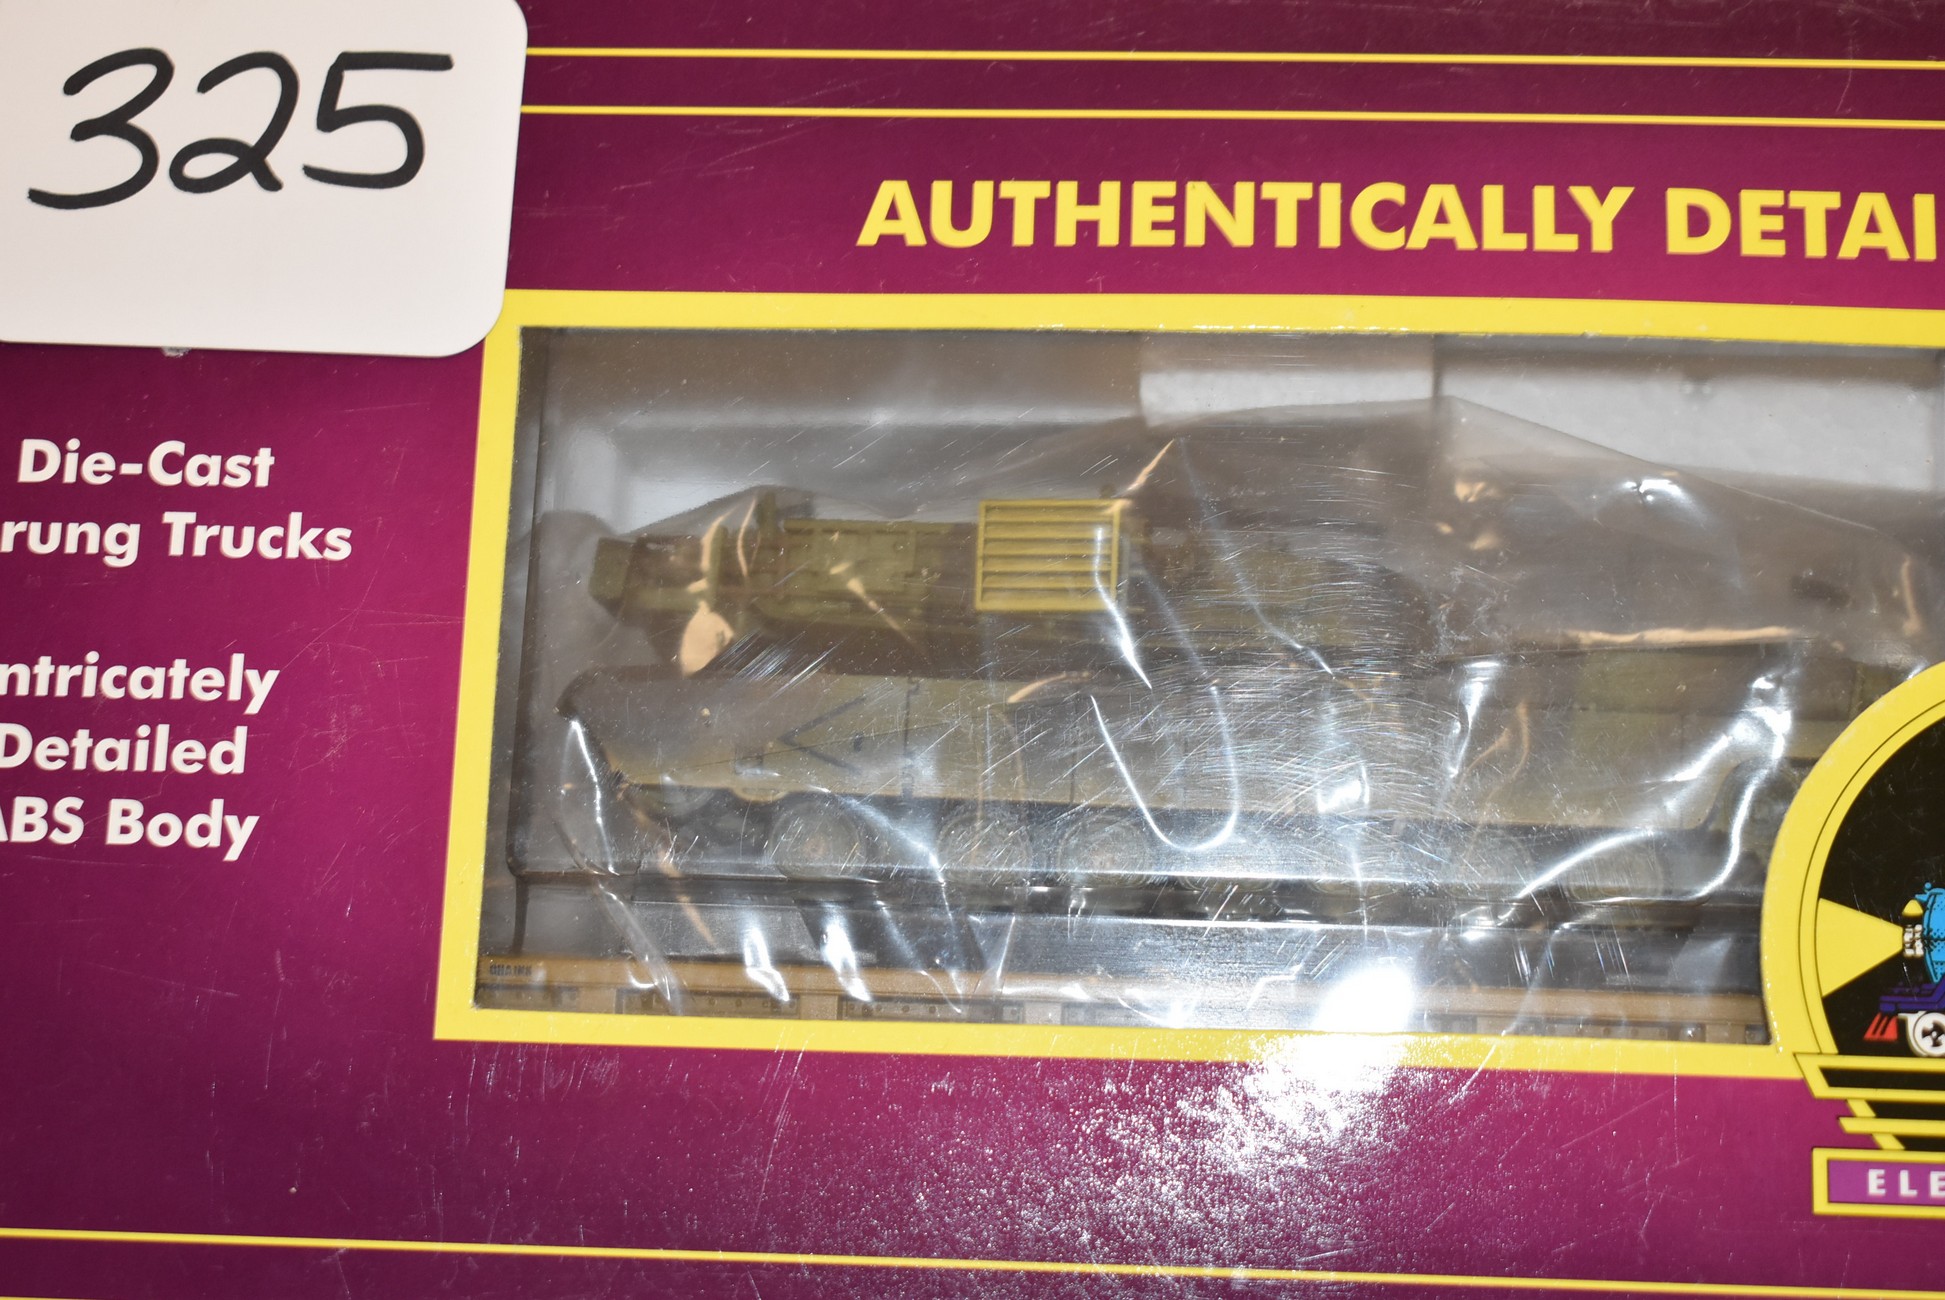 325
AUTHENTICALLY DETAI
Die-Cast
rung Trucks
ntricately
Detailed
ABS Body
ELE